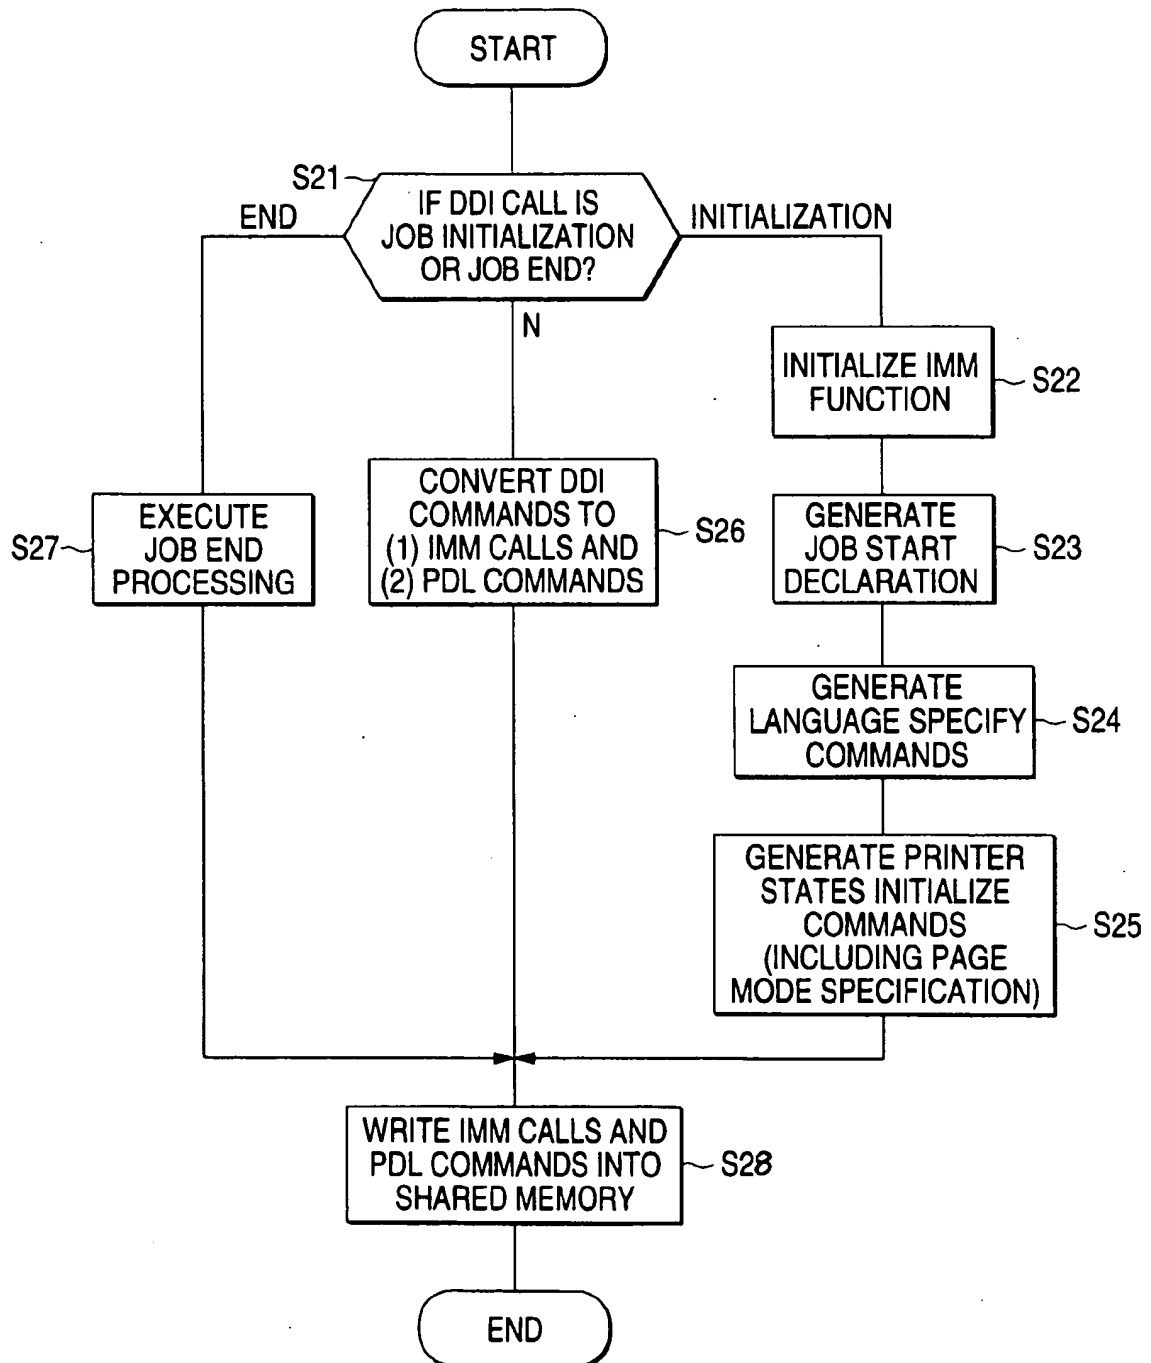 START
S21
IF DDI CALL IS
JOB INITIALIZATION
OR JOB END?
END
INITIALIZATION
N
INITIALIZE IMM
FUNCTION
S22
CONVERT DDI
COMMANDS TO
(1) IMM CALLS AND
(2) PDL COMMANDS
S26
EXECUTE
JOB END
PROCESSING
S27
GENERATE
JOB START
DECLARATION
S23
GENERATE
LANGUAGE SPECIFY
COMMANDS
S24
GENERATE PRINTER
STATES INITIALIZE
COMMANDS
(INCLUDING PAGE
MODE SPECIFICATION)
S25
WRITE IMM CALLS AND
PDL COMMANDS INTO
SHARED MEMORY
S28
END